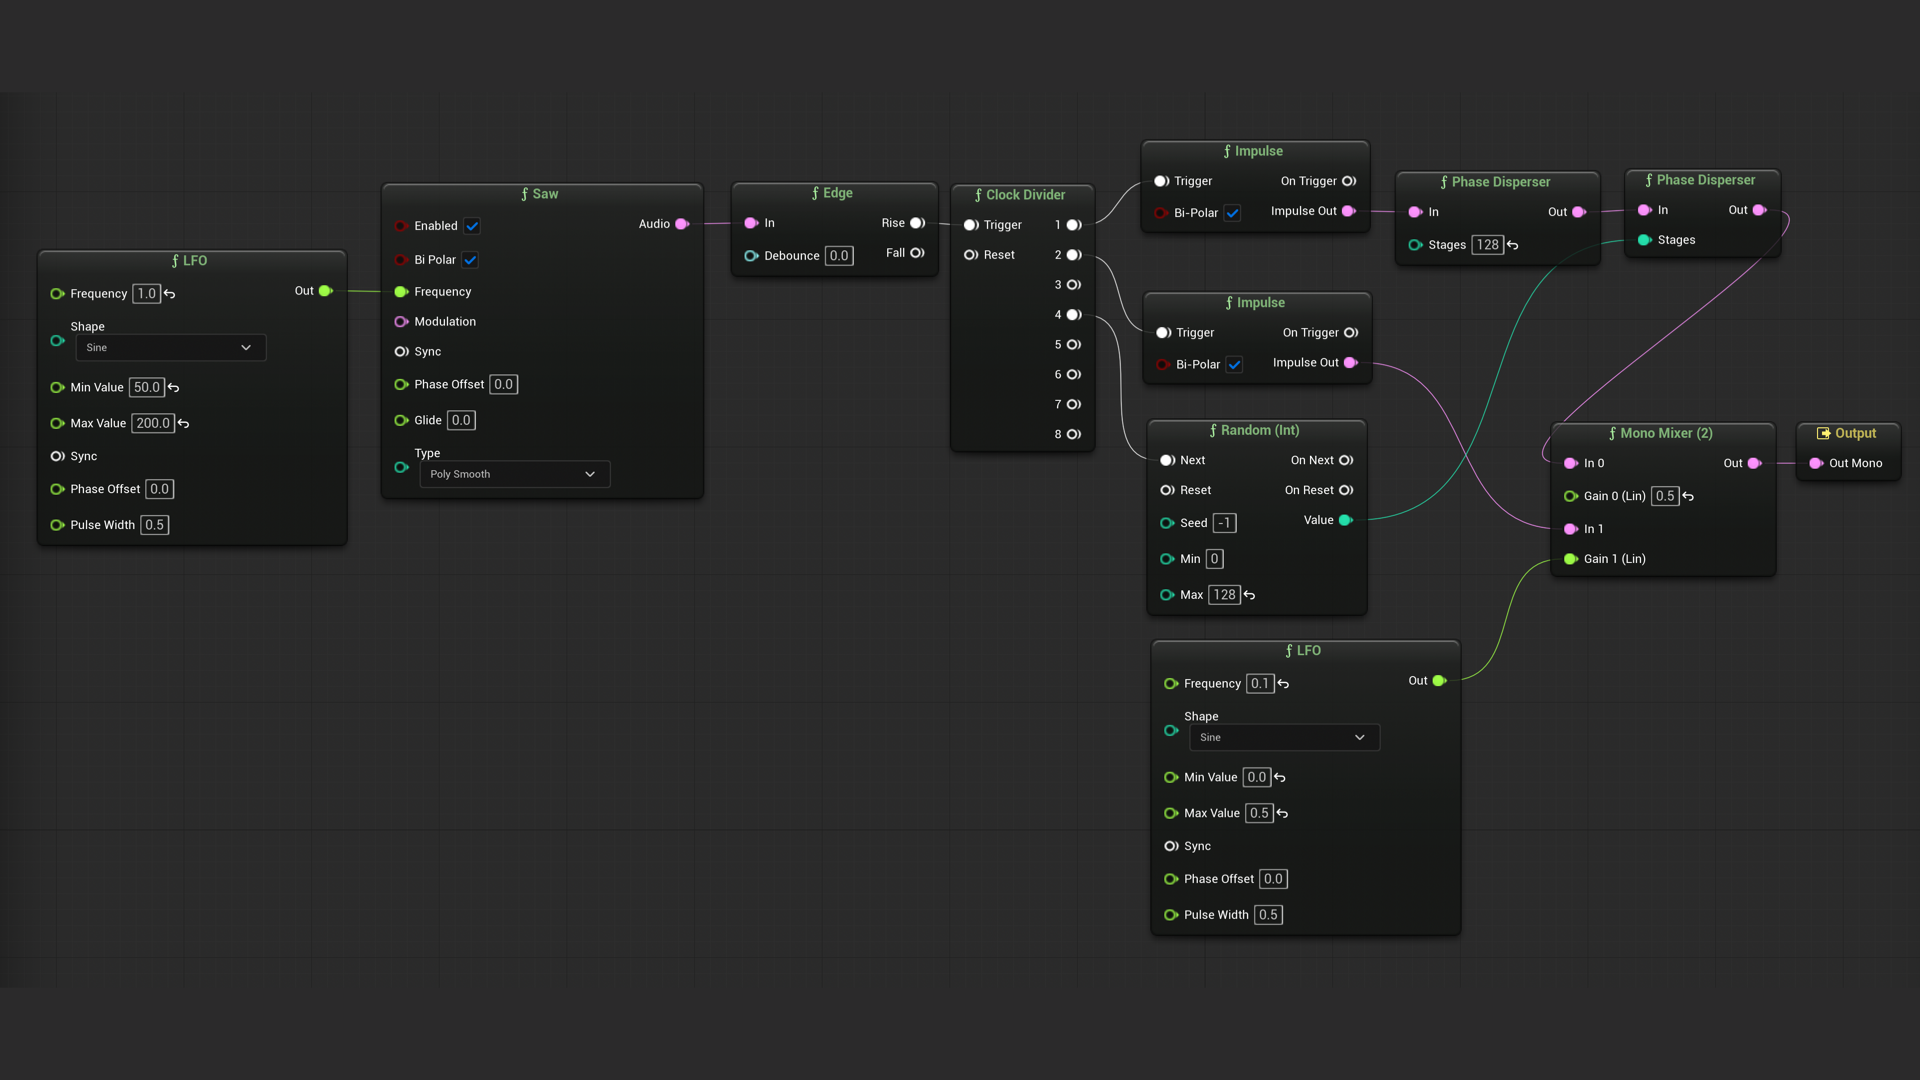 ƒ LFO
Frequency 1.0
Out
Shape
Sine
Min Value 50.0
Max Value 200.0
Sync
Phase Offset 0.0
Pulse Width 0.5
ƒ Saw
Enabled
Audio
Bi Polar
Frequency
Modulation
Sync
Phase Offset 0.0
Glide 0.0
Type
Poly Smooth
ƒ Edge
In
Rise
Debounce 0.0
Fall
ƒ Clock Divider
Trigger
1
Reset
2
3
4
5
6
7
8
ƒ Impulse
Trigger
On Trigger
Bi-Polar
Impulse Out
ƒ Phase Disperser
In
Out
Stages 128
ƒ Phase Disperser
In
Out
Stages
ƒ Impulse
Trigger
On Trigger
Bi-Polar
Impulse Out
ƒ Random (Int)
Next
On Next
Reset
On Reset
Seed -1
Value
Min 0
Max 128
ƒ Mono Mixer (2)
In 0
Out
Gain 0 (Lin) 0.5
In 1
Gain 1 (Lin)
Output
Out Mono
ƒ LFO
Frequency 0.1
Out
Shape
Sine
Min Value 0.0
Max Value 0.5
Sync
Phase Offset 0.0
Pulse Width 0.5